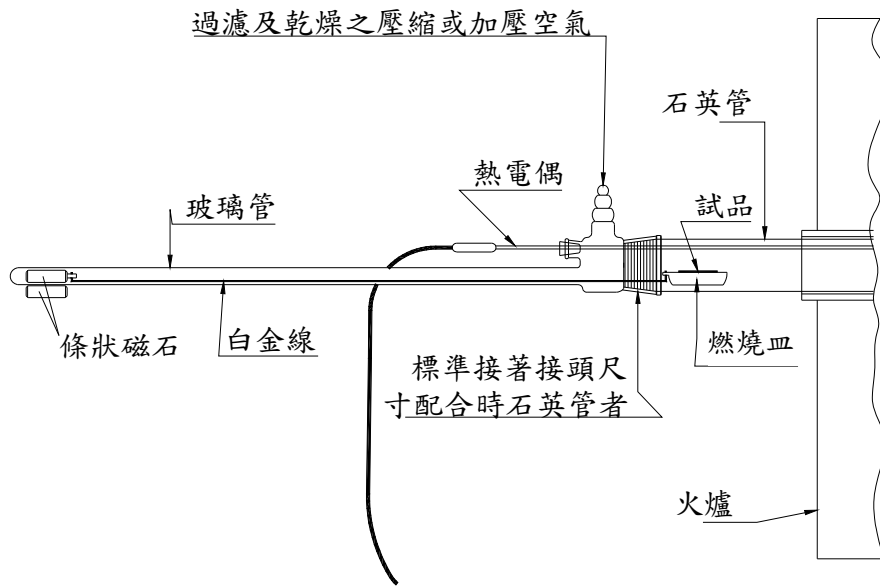 過濾及乾燥之壓縮或加壓空氣
石英管
熱電偶
玻璃管
試品
條狀磁石
白金線
標準接著接頭尺
寸配合時石英管者
燃燒皿
火爐